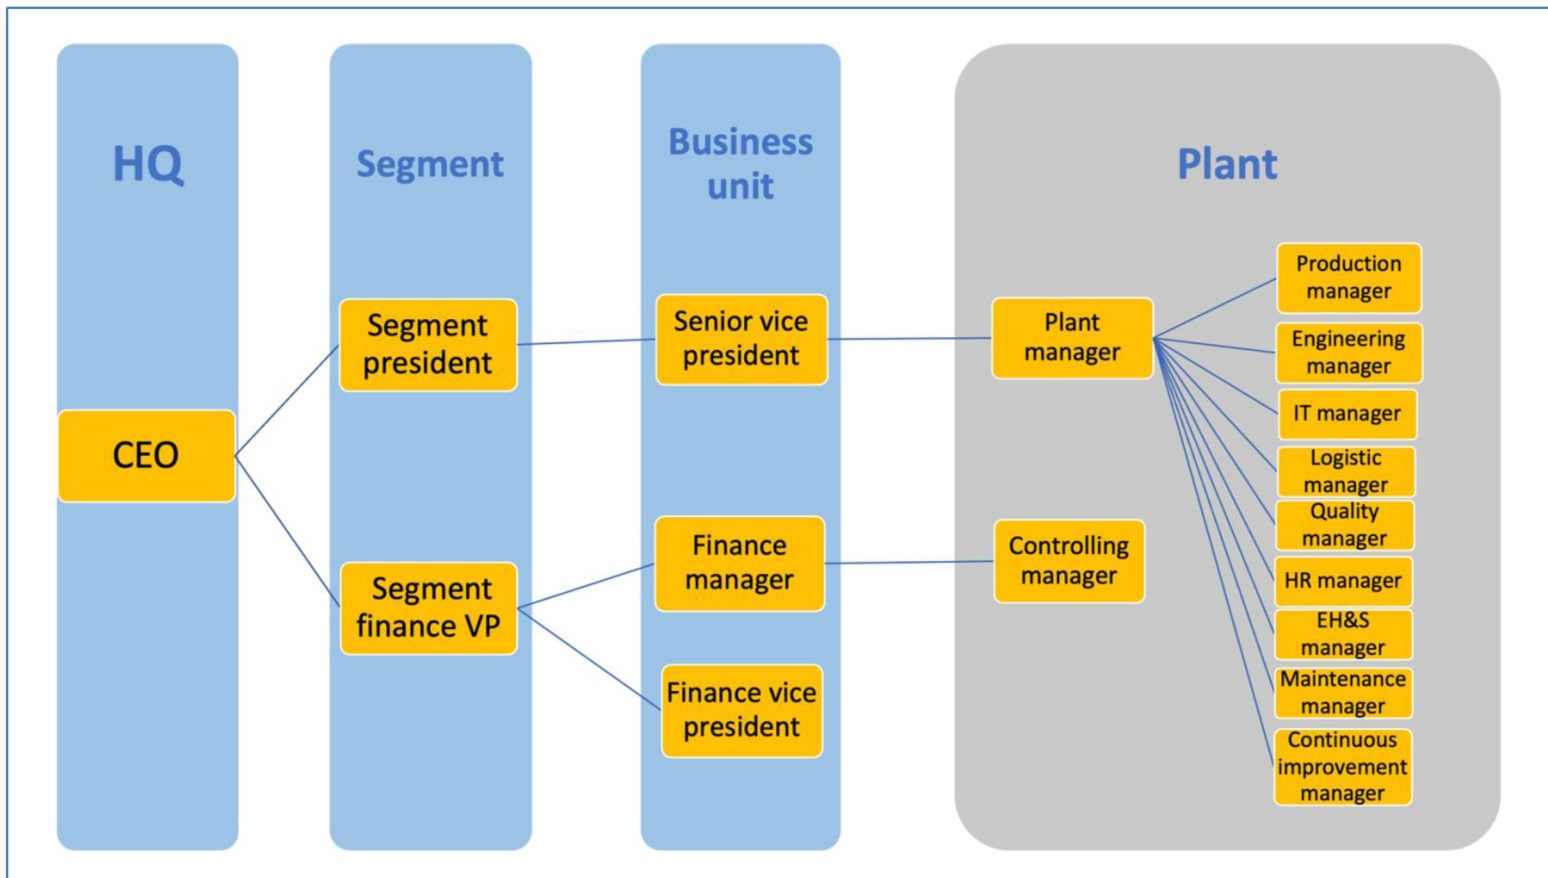 HQ
Segment
Business
unit
Plant
CEO
Segment
president
Segment
finance VP
Senior vice
president
Finance
manager
Finance vice
president
Plant
manager
Controlling
manager
Production
manager
Engineering
manager
IT manager
Logistic
manager
Quality
manager
HR manager
EH&S
manager
Maintenance
manager
Continuous
improvement
manager